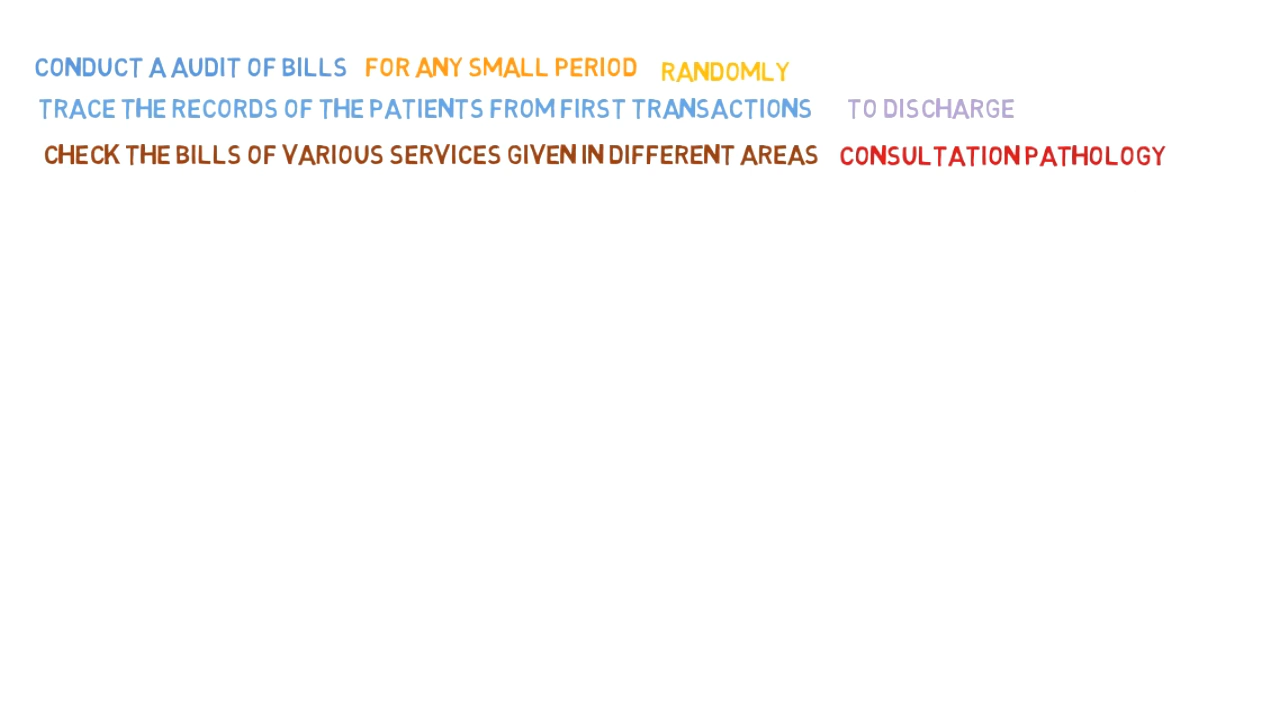 CONDUCT A AUDIT OF BILLS FOR ANY SMALL PERIOD RANDOMLY
TRACE THE RECORDS OF THE PATIENTS FROM FIRST TRANSACTIONS TO DISCHARGE
CHECK THE BILLS OF VARIOUS SERVICES GIVEN IN DIFFERENT AREAS CONSULTATION PATHOLOGY